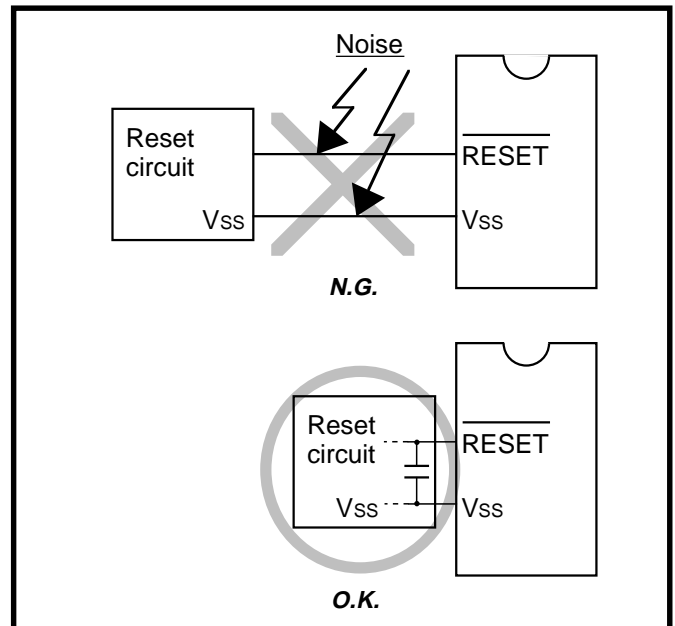 Noise
Reset
circuit
RESET
Vss
Vss
N.G.
Reset
circuit
RESET
Vss
Vss
O.K.